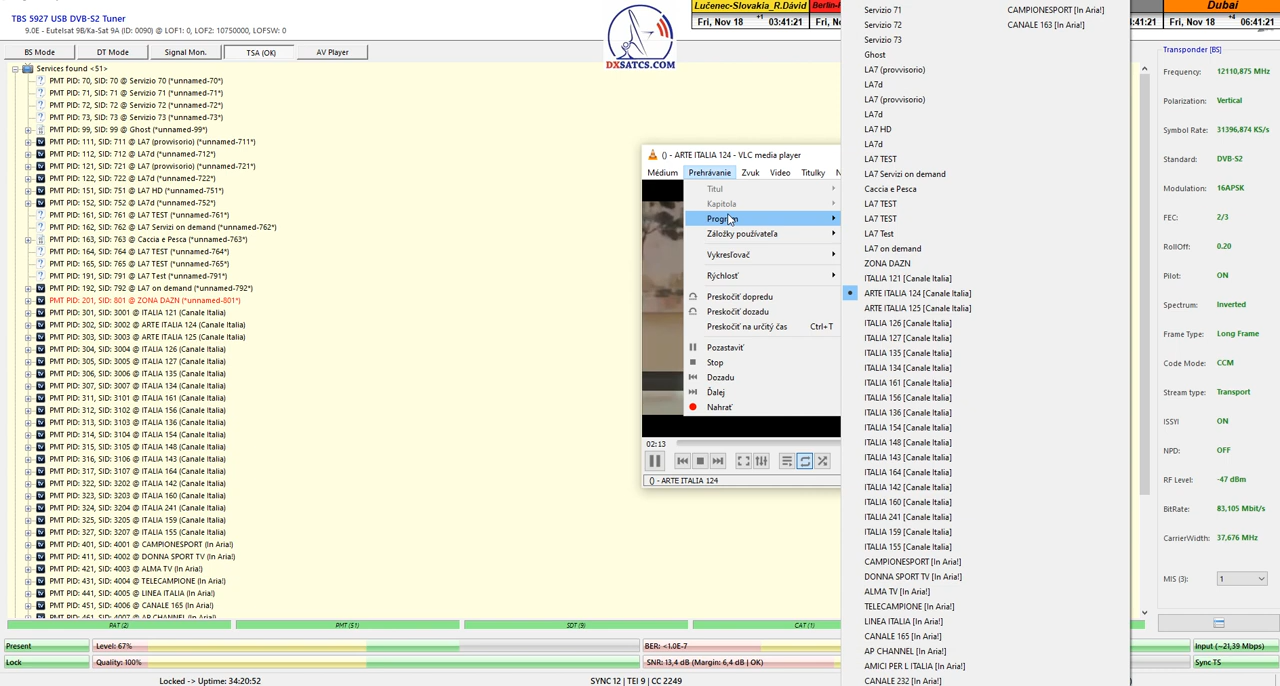 TBS 5927 USB DVB-S2 Tuner
9.0E - Eutelsat 9B/Ka-Sat 9A (ID: 0090) @ LOF1: 0, LOF2: 10750000, LOFSW: 0
BS Mode
DT Mode
Signal Mon.
TSA (OK)
AV Player
DXSATCS.COM
Lučenec-Slovakia_R.Dávid
Fri, Nov 18 +1 03:41:21
Berlin-
Fri,
:41:21
Dubai
Fri, Nov 18 +4 06:41:21
Services found <51>
PMT PID: 70, SID: 70 @ Servizio 70 (*unnamed-70*)
PMT PID: 71, SID: 71 @ Servizio 71 (*unnamed-71*)
PMT PID: 72, SID: 72 @ Servizio 72 (*unnamed-72*)
PMT PID: 73, SID: 73 @ Servizio 73 (*unnamed-73*)
PMT PID: 99, SID: 99 @ Ghost (*unnamed-99*)
PMT PID: 111, SID: 711 @ LA7 (provvisorio) (*unnamed-711*)
PMT PID: 112, SID: 712 @ LA7d (*unnamed-712*)
PMT PID: 121, SID: 721 @ LA7 (provvisorio) (*unnamed-721*)
PMT PID: 122, SID: 722 @ LA7d (*unnamed-722*)
PMT PID: 151, SID: 751 @ LA7 HD (*unnamed-751*)
PMT PID: 152, SID: 752 @ LA7d (*unnamed-752*)
PMT PID: 161, SID: 761 @ LA7 TEST (*unnamed-761*)
PMT PID: 162, SID: 762 @ LA7 Servizi on demand (*unnamed-762*)
PMT PID: 163, SID: 763 @ Caccia e Pesca (*unnamed-763*)
PMT PID: 164, SID: 764 @ LA7 TEST (*unnamed-764*)
PMT PID: 165, SID: 765 @ LA7 TEST (*unnamed-765*)
PMT PID: 191, SID: 791 @ LA7 Test (*unnamed-791*)
PMT PID: 192, SID: 792 @ LA7 on demand (*unnamed-792*)
PMT PID: 201, SID: 801 @ ZONA DAZN (*unnamed-801*)
PMT PID: 301, SID: 3001 @ ITALIA 121 (Canale Italia)
PMT PID: 302, SID: 3002 @ ARTE ITALIA 124 (Canale Italia)
PMT PID: 303, SID: 3003 @ ARTE ITALIA 125 (Canale Italia)
PMT PID: 304, SID: 3004 @ ITALIA 126 (Canale Italia)
PMT PID: 305, SID: 3005 @ ITALIA 127 (Canale Italia)
PMT PID: 306, SID: 3006 @ ITALIA 135 (Canale Italia)
PMT PID: 307, SID: 3007 @ ITALIA 134 (Canale Italia)
PMT PID: 311, SID: 3101 @ ITALIA 161 (Canale Italia)
PMT PID: 312, SID: 3102 @ ITALIA 156 (Canale Italia)
PMT PID: 313, SID: 3103 @ ITALIA 136 (Canale Italia)
PMT PID: 314, SID: 3104 @ ITALIA 154 (Canale Italia)
PMT PID: 315, SID: 3105 @ ITALIA 148 (Canale Italia)
PMT PID: 316, SID: 3106 @ ITALIA 143 (Canale Italia)
PMT PID: 317, SID: 3107 @ ITALIA 164 (Canale Italia)
PMT PID: 322, SID: 3202 @ ITALIA 142 (Canale Italia)
PMT PID: 323, SID: 3203 @ ITALIA 160 (Canale Italia)
PMT PID: 324, SID: 3204 @ ITALIA 241 (Canale Italia)
PMT PID: 325, SID: 3205 @ ITALIA 159 (Canale Italia)
PMT PID: 327, SID: 3207 @ ITALIA 155 (Canale Italia)
PMT PID: 401, SID: 4001 @ CAMPIONESPORT (In Aria!)
PMT PID: 411, SID: 4002 @ DONNA SPORT TV (In Aria!)
PMT PID: 421, SID: 4003 @ ALMA TV (In Aria!)
PMT PID: 431, SID: 4004 @ TELECAMPIONE (In Aria!)
PMT PID: 441, SID: 4005 @ LINEA ITALIA (In Aria!)
PMT PID: 451, SID: 4006 @ CANALE 165 (In Aria!)
PMT PID: 461, SID: 4007 @ AP CHANNEL (In Aria!)
PAT (2)
PMT (51)
SDT (9)
CAT (1)
Present
Level: 67%
BER: <1.0E-7
Input (~21,39 Mbps)
Lock
Quality: 100%
SNR: 13,4 dB (Margin: 6,4 dB | OK)
Sync TS
Locked -> Uptime: 34:20:52
SYNC 12 | TEI 9 | CC 2249
() - ARTE ITALIA 124 - VLC media player
Médium
Prehrávanie
Zvuk
Video
Titulky
N
Titul
Kapitola
Program
Záložky používateľa
Vykresľovač
Rýchlosť
Preskočiť dopredu
Preskočiť dozadu
Preskočiť na určitý čas Ctrl+T
Pozastaviť
Stop
Dozadu
Ďalej
Nahrať
02:13
() - ARTE ITALIA 124
Servizio 71
Servizio 72
Servizio 73
Ghost
LA7 (provvisorio)
LA7d
LA7 (provvisorio)
LA7d
LA7 HD
LA7d
LA7 TEST
LA7 Servizi on demand
Caccia e Pesca
LA7 TEST
LA7 TEST
LA7 Test
LA7 on demand
ZONA DAZN
ITALIA 121 [Canale Italia]
ARTE ITALIA 124 [Canale Italia]
ARTE ITALIA 125 [Canale Italia]
ITALIA 126 [Canale Italia]
ITALIA 127 [Canale Italia]
ITALIA 135 [Canale Italia]
ITALIA 134 [Canale Italia]
ITALIA 161 [Canale Italia]
ITALIA 156 [Canale Italia]
ITALIA 136 [Canale Italia]
ITALIA 154 [Canale Italia]
ITALIA 148 [Canale Italia]
ITALIA 143 [Canale Italia]
ITALIA 164 [Canale Italia]
ITALIA 142 [Canale Italia]
ITALIA 160 [Canale Italia]
ITALIA 241 [Canale Italia]
ITALIA 159 [Canale Italia]
ITALIA 155 [Canale Italia]
CAMPIONESPORT [In Aria!]
DONNA SPORT TV [In Aria!]
ALMA TV [In Aria!]
TELECAMPIONE [In Aria!]
LINEA ITALIA [In Aria!]
CANALE 165 [In Aria!]
AP CHANNEL [In Aria!]
AMICI PER L ITALIA [In Aria!]
CANALE 232 [In Aria!]
CAMPIONESPORT [In Aria!]
CANALE 163 [In Aria!]
Transponder [BS]
Frequency: 12110,875 MHz
Polarization: Vertical
Symbol Rate: 31396,874 KS/s
Standard: DVB-S2
Modulation: 16APSK
FEC: 2/3
RollOff: 0.20
Pilot: ON
Spectrum: Inverted
Frame Type: Long Frame
Code Mode: CCM
Stream type: Transport
ISSYI ON
NPD: OFF
RF Level: -47 dBm
BitRate: 83,105 Mbit/s
CarrierWidth: 37,676 MHz
MIS (3): 1